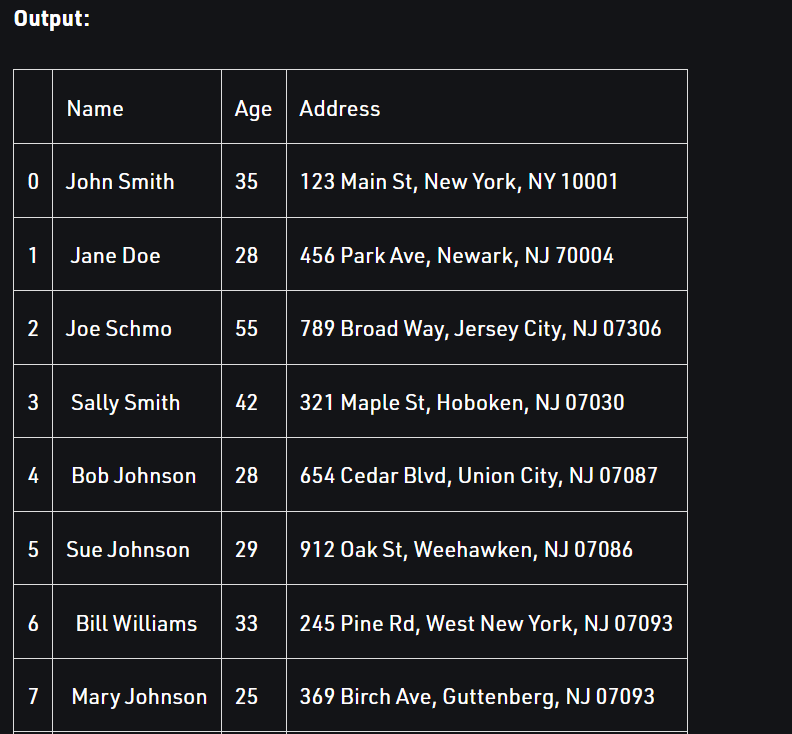 Output:
Name Age Address
0 John Smith 35 123 Main St, New York, NY 10001
1 Jane Doe 28 456 Park Ave, Newark, NJ 70004
2 Joe Schmo 55 789 Broad Way, Jersey City, NJ 07306
3 Sally Smith 42 321 Maple St, Hoboken, NJ 07030
4 Bob Johnson 28 654 Cedar Blvd, Union City, NJ 07087
5 Sue Johnson 29 912 Oak St, Weehawken, NJ 07086
6 Bill Williams 33 245 Pine Rd, West New York, NJ 07093
7 Mary Johnson 25 369 Birch Ave, Guttenberg, NJ 07093